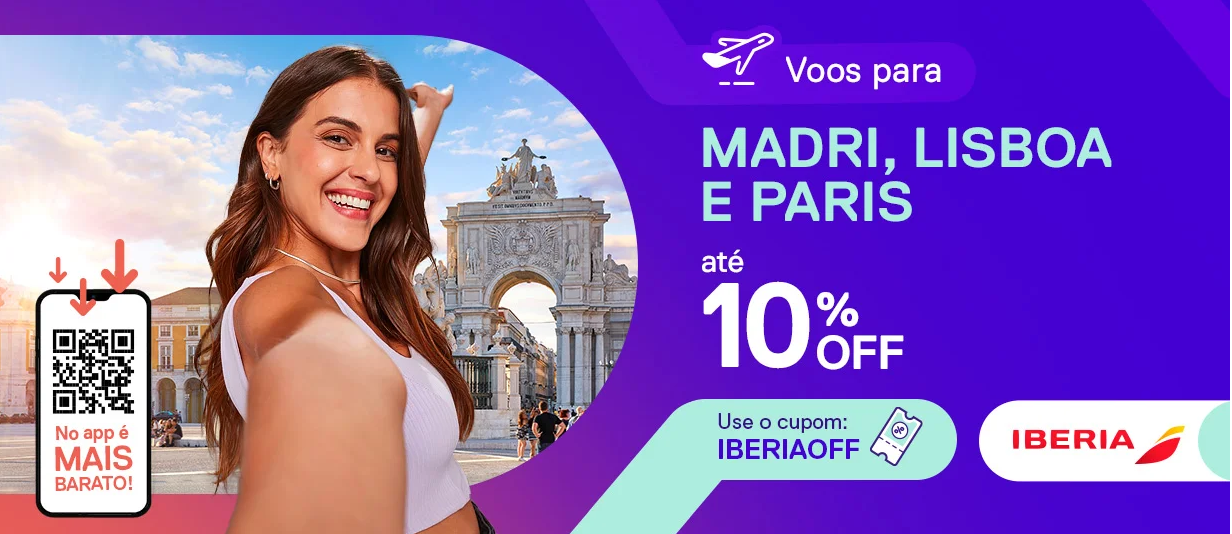 Voos para
MADRI, LISBOA
E PARIS
até
10%
OFF
Use o cupom:
IBERIAOFF
IBERIA
No app é
MAIS
BARATO!